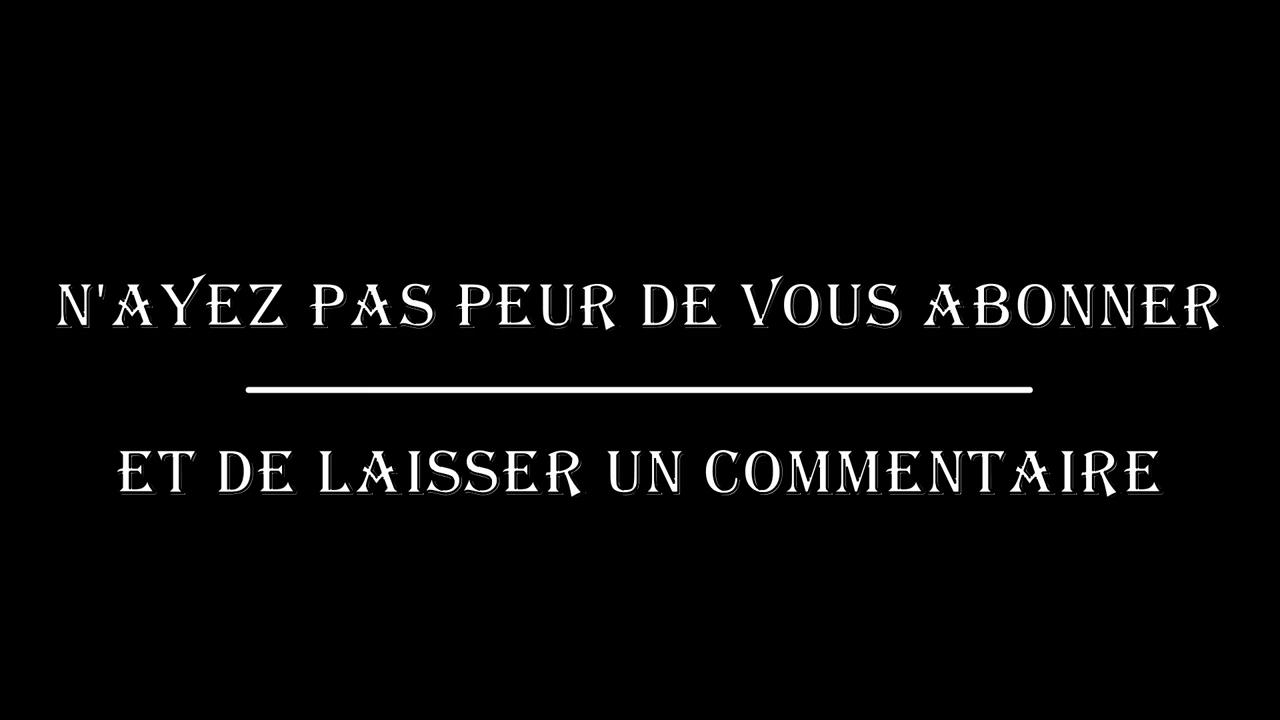 N'AYEZ PAS PEUR DE VOUS ABONNER
ET DE LAISSER UN COMMENTAIRE